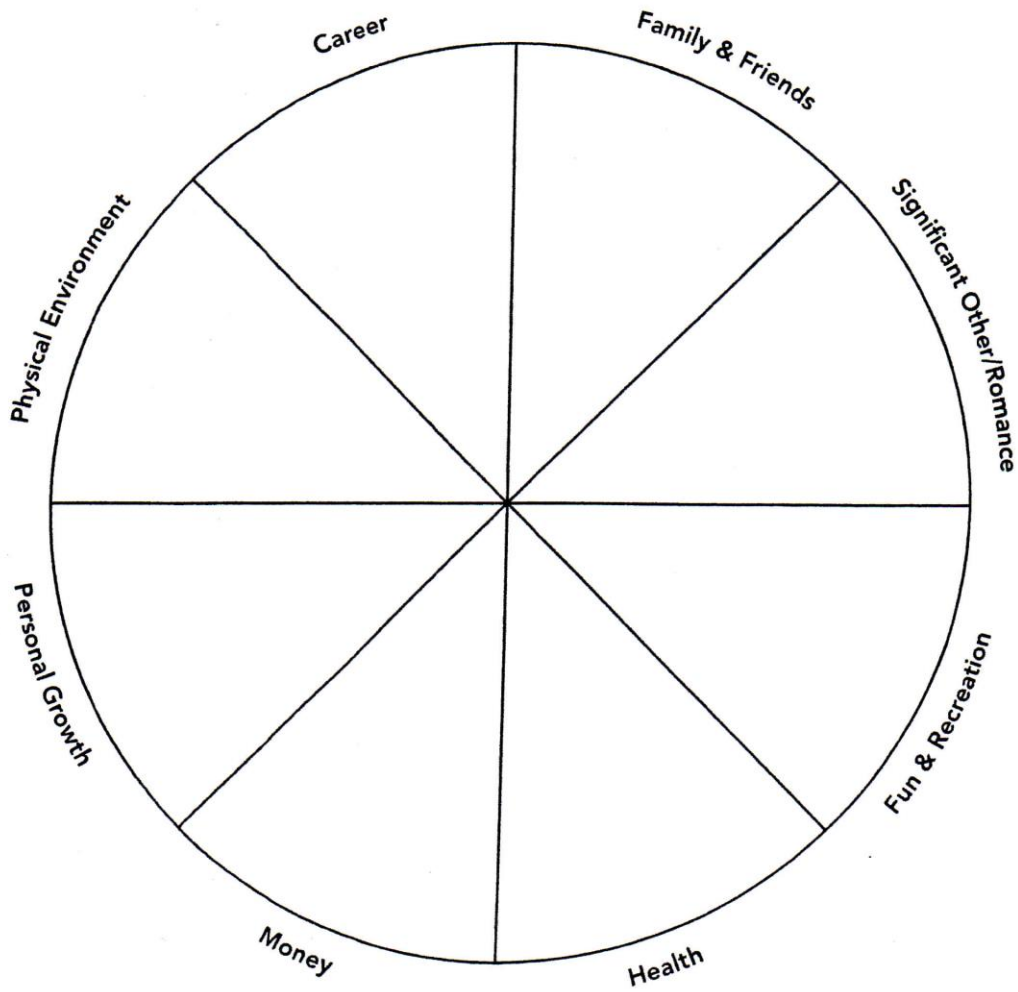 Career
Family & Friends
Significant Other/Romance
Fun & Recreation
Health
Money
Personal Growth
Physical Environment